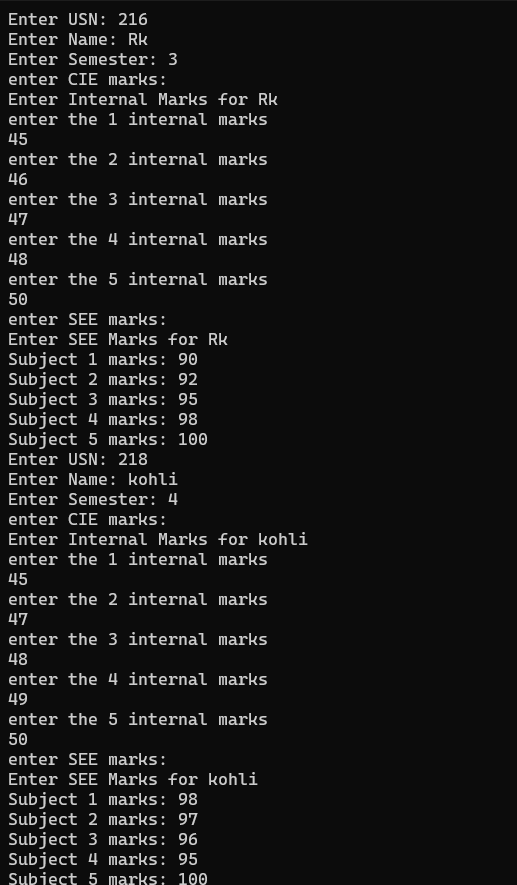 Enter USN: 216
Enter Name: Rk
Enter Semester: 3
enter CIE marks:
Enter Internal Marks for Rk
enter the 1 internal marks
45
enter the 2 internal marks
46
enter the 3 internal marks
47
enter the 4 internal marks
48
enter the 5 internal marks
50
enter SEE marks:
Enter SEE Marks for Rk
Subject 1 marks: 90
Subject 2 marks: 92
Subject 3 marks: 95
Subject 4 marks: 98
Subject 5 marks: 100
Enter USN: 218
Enter Name: kohli
Enter Semester: 4
enter CIE marks:
Enter Internal Marks for kohli
enter the 1 internal marks
45
enter the 2 internal marks
47
enter the 3 internal marks
48
enter the 4 internal marks
49
enter the 5 internal marks
50
enter SEE marks:
Enter SEE Marks for kohli
Subject 1 marks: 98
Subject 2 marks: 97
Subject 3 marks: 96
Subject 4 marks: 95
Subject 5 marks: 100